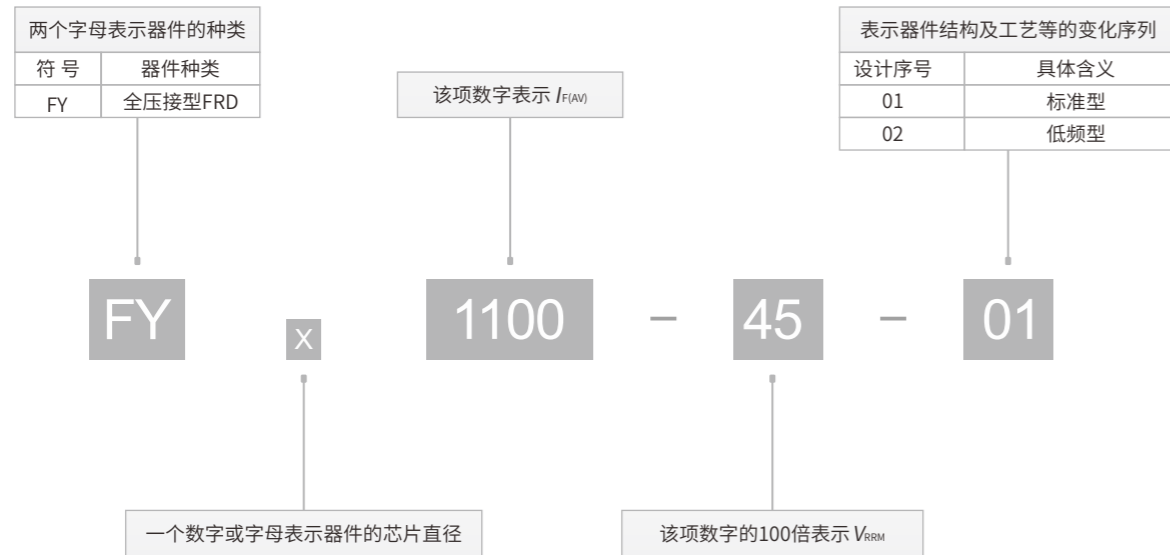 两个字母表示器件的种类
符 号 器件种类
FY 全压接型FRD
该项数字表示 IF(AV)
表示器件结构及工艺等的变化序列
设计序号 具体含义
01 标准型
02 低频型
FY x 1100 – 45 – 01
一个数字或字母表示器件的芯片直径
该项数字的100倍表示 VRRM